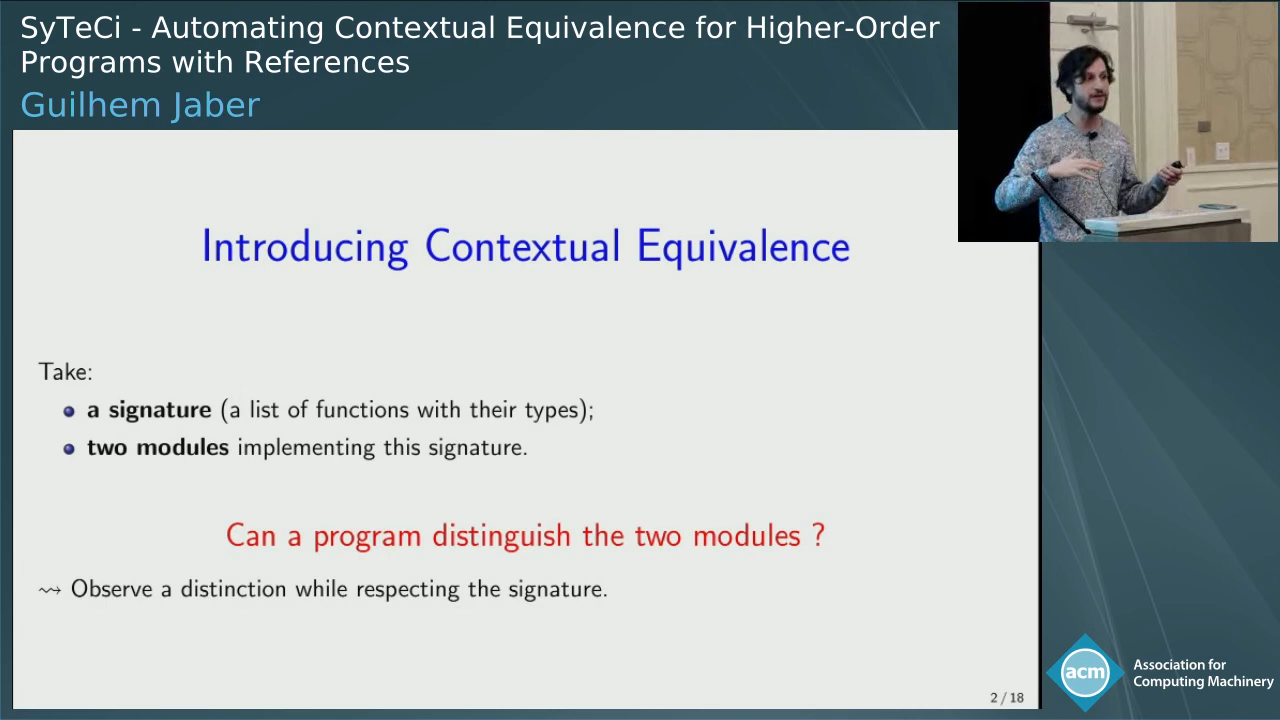 SyTeCi - Automating Contextual Equivalence for Higher-Order
Programs with References
Guilhem Jaber
Introducing Contextual Equivalence
Take:
a signature (a list of functions with their types);
two modules implementing this signature.
Can a program distinguish the two modules ?
⇝ Observe a distinction while respecting the signature.
2 / 18
acm
Association for
Computing Machinery